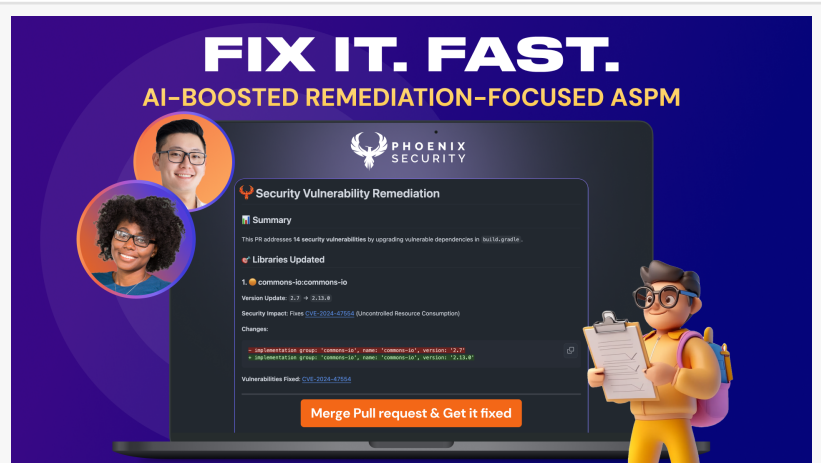 FIX IT. FAST.
AI-BOOSTED REMEDIATION-FOCUSED ASPM
PHOENIX
SECURITY
Security Vulnerability Remediation
Summary
This PR addresses 14 security vulnerabilities by upgrading vulnerable dependencies in build.gradle.
Libraries Updated
1. commons-io:commons-io
Version Update: 2.7 → 2.13.0
Security Impact: Fixes CVE-2024-47554 (Uncontrolled Resource Consumption)
Changes:
- implementation group: 'commons-io', name: 'commons-io', version: '2.7'
+ implementation group: 'commons-io', name: 'commons-io', version: '2.13.0'
Vulnerabilities Fixed: CVE-2024-47554
Merge Pull request & Get it fixed